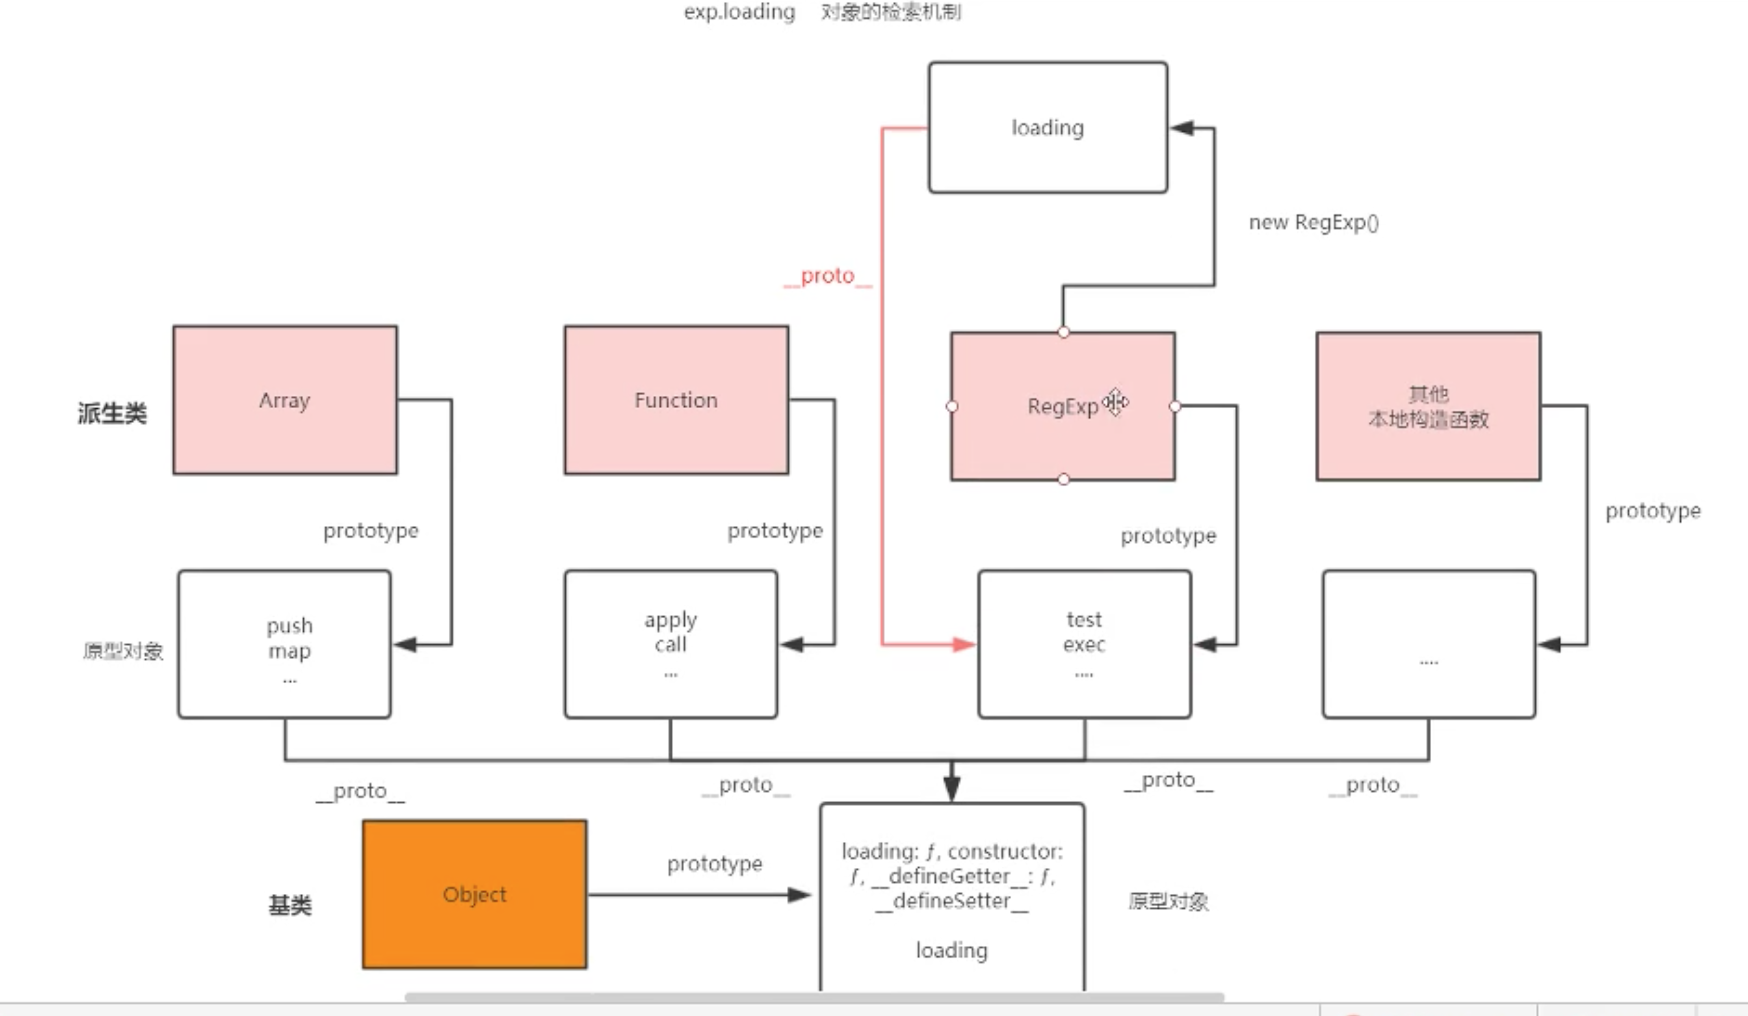 exp.loading 对象的检索机制
loading
new RegExp()
__proto__
派生类
Array
Function
RegExp
其他
本地构造函数
prototype
prototype
prototype
prototype
原型对象
push
map
...
apply
call
...
test
exec
....
....
__proto__
__proto__
__proto__
__proto__
基类
Object
prototype
loading: ƒ, constructor:
ƒ, __defineGetter__: ƒ,
__defineSetter__
loading
原型对象